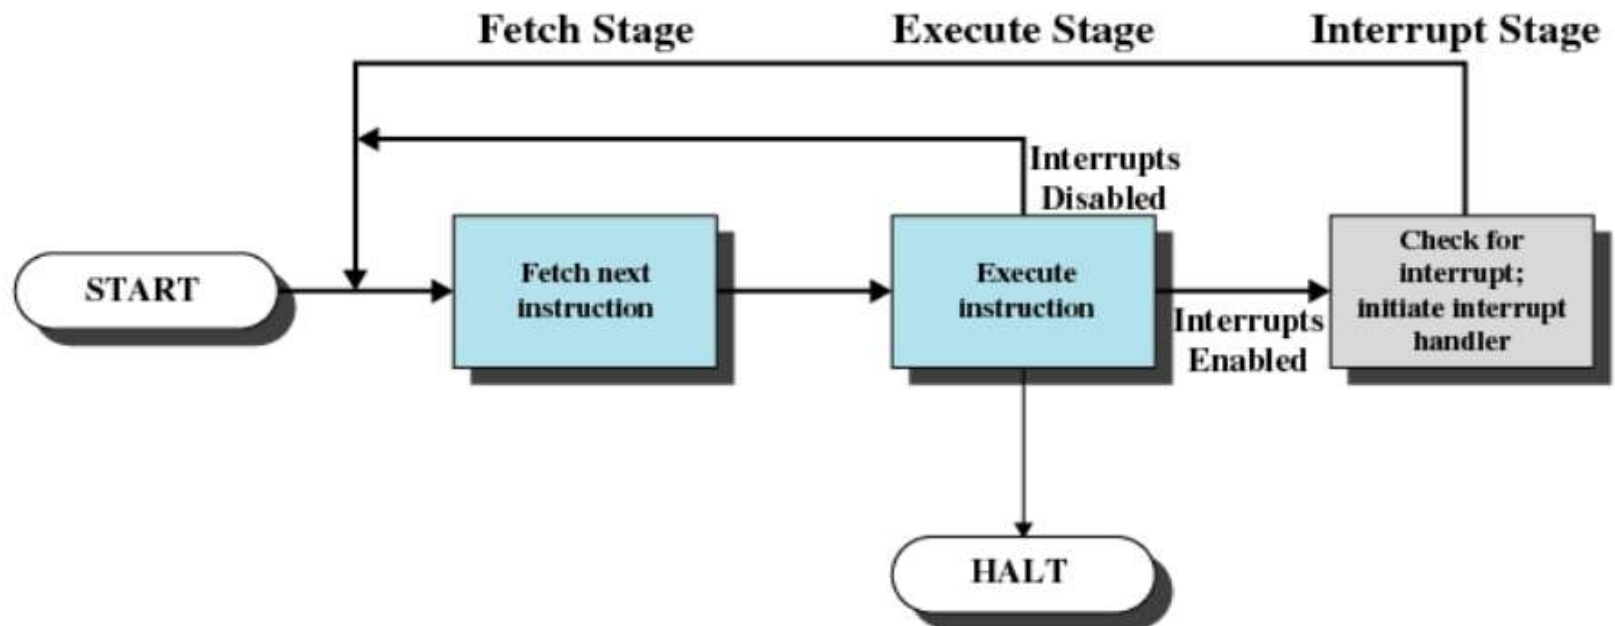 Fetch Stage
Execute Stage
Interrupt Stage
Interrupts
Disabled
START
Fetch next
instruction
Execute
instruction
Interrupts
Enabled
Check for
interrupt;
initiate interrupt
handler
HALT